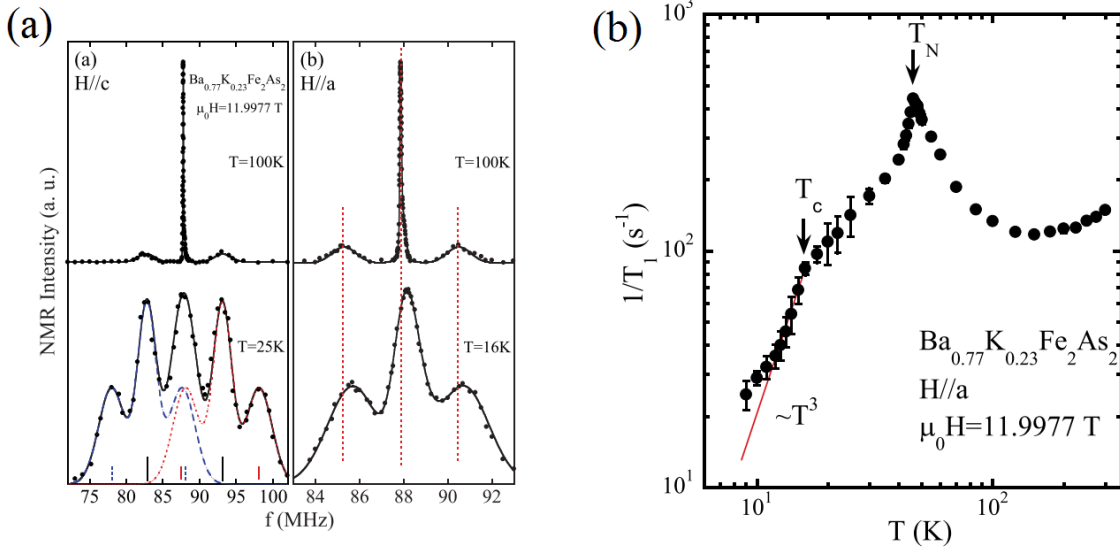 (a)
(a)
H//c
Ba0.77K0.23Fe2As2
μ0H=11.9977 T
T=100K
T=25K
NMR Intensity (a. u.)
75 80 85 90 95 100
(b)
H//a
T=100K
T=16K
84 86 88 90 92
f (MHz)
(b)
TN
Tc
~T3
Ba0.77K0.23Fe2As2
H//a
μ0H=11.9977 T
1/T1 (s-1)
103
102
101
101 102
T (K)